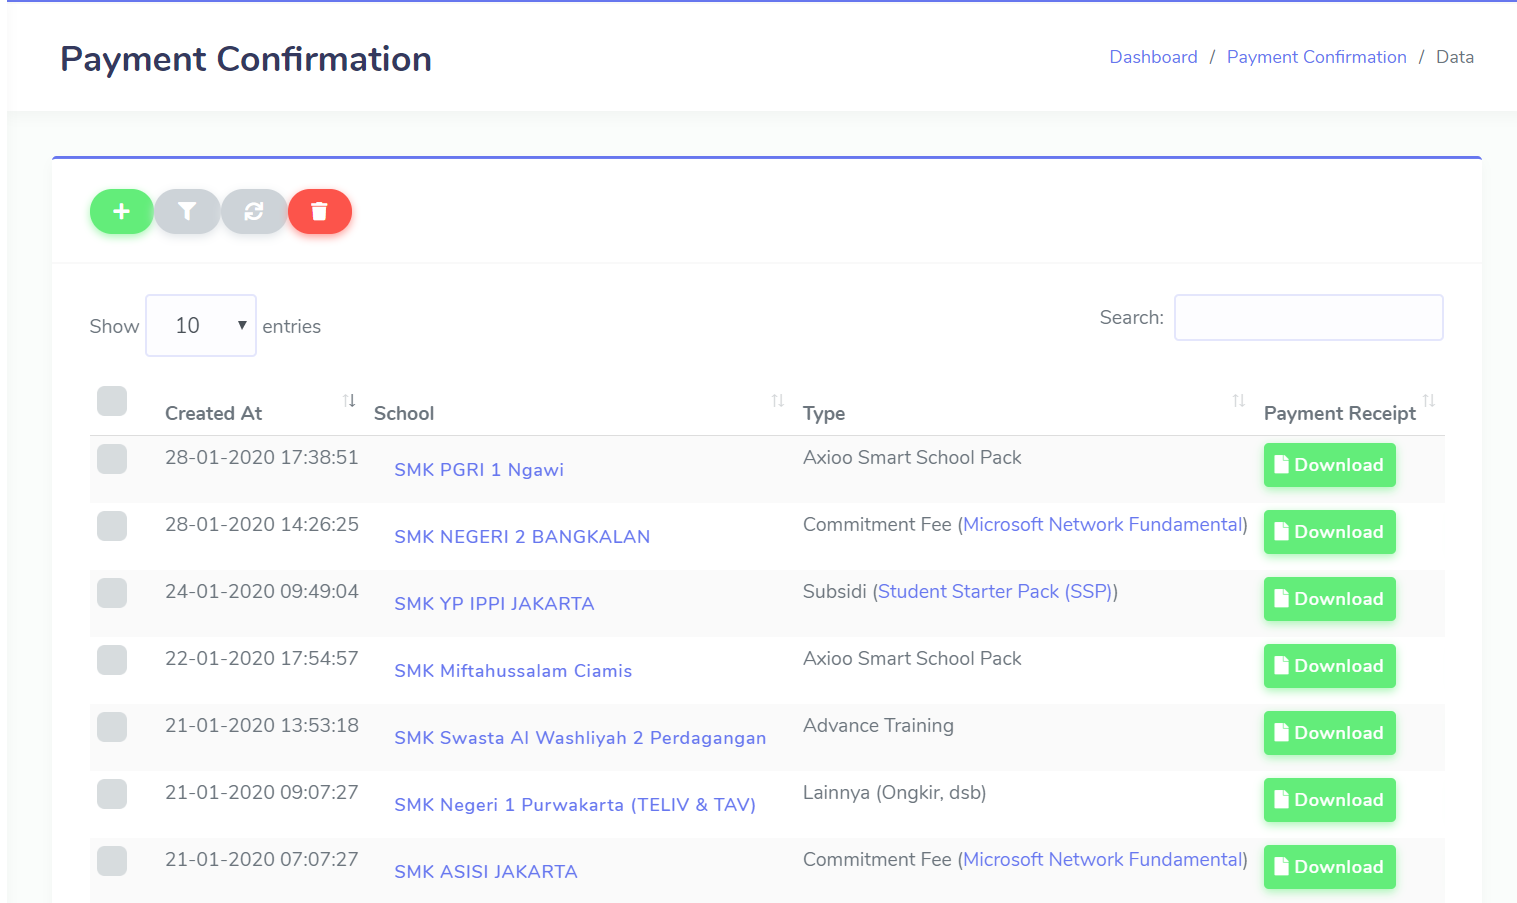 Payment Confirmation
Dashboard / Payment Confirmation / Data
Show 10 entries
Search:
Created At School Type Payment Receipt
28-01-2020 17:38:51 SMK PGRI 1 Ngawi Axioo Smart School Pack Download
28-01-2020 14:26:25 SMK NEGERI 2 BANGKALAN Commitment Fee (Microsoft Network Fundamental) Download
24-01-2020 09:49:04 SMK YP IPPI JAKARTA Subsidi (Student Starter Pack (SSP)) Download
22-01-2020 17:54:57 SMK Miftahussalam Ciamis Axioo Smart School Pack Download
21-01-2020 13:53:18 SMK Swasta Al Washliyah 2 Perdagangan Advance Training Download
21-01-2020 09:07:27 SMK Negeri 1 Purwakarta (TELIV & TAV) Lainnya (Ongkir, dsb) Download
21-01-2020 07:07:27 SMK ASISI JAKARTA Commitment Fee (Microsoft Network Fundamental) Download